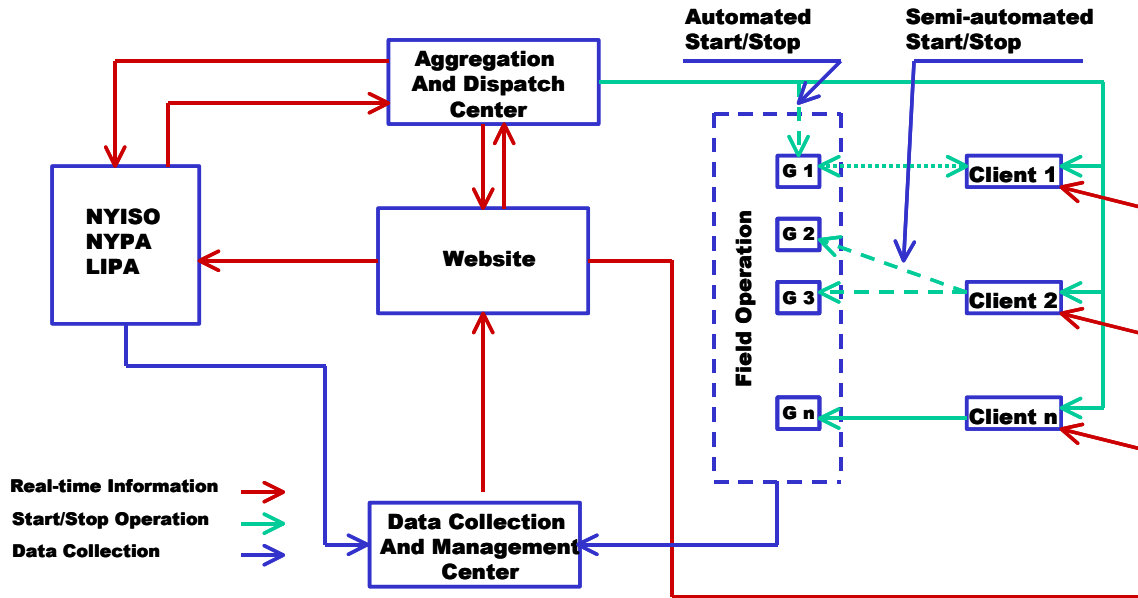 Automated
Start/Stop
Semi-automated
Start/Stop
Aggregation
And Dispatch
Center
G 1
Client 1
NYISO
NYPA
LIPA
Website
Field Operation
G 2
G 3
Client 2
G n
Client n
Real-time Information
Start/Stop Operation
Data Collection
Data Collection
And Management
Center